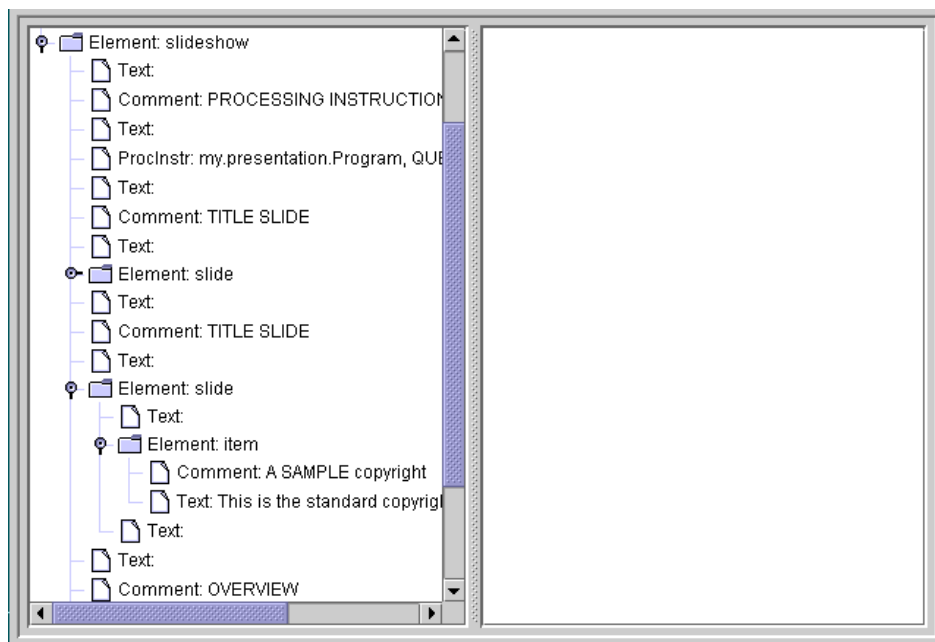 Element: slideshow
Text:
Comment: PROCESSING INSTRUCTION
Text:
ProcInstr: my.presentation.Program, QUE
Text:
Comment: TITLE SLIDE
Text:
Element: slide
Text:
Comment: TITLE SLIDE
Text:
Element: slide
Text:
Element: item
Comment: A SAMPLE copyright
Text: This is the standard copyrig
Text:
Text:
Comment: OVERVIEW